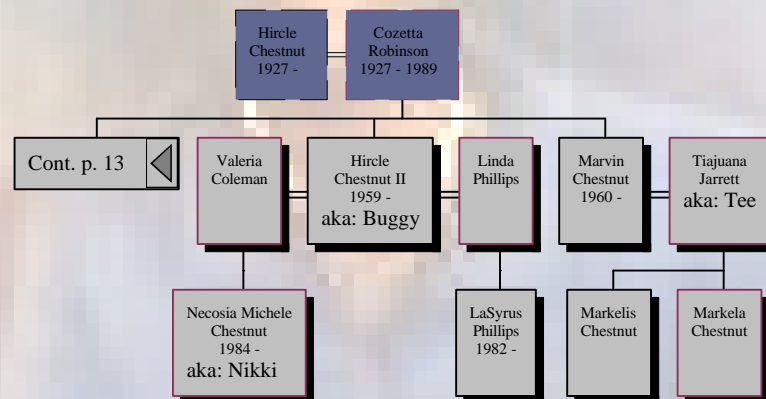 Hircle
Chestnut
1927 -
Cozetta
Robinson
1927 - 1989
Cont. p. 13
Valeria
Coleman
Hircle
Chestnut II
1959 -
aka: Buggy
Linda
Phillips
Marvin
Chestnut
1960 -
Tiajuana
Jarrett
aka: Tee
Necosia Michele
Chestnut
1984 -
aka: Nikki
LaSyrus
Phillips
1982 -
Markelis
Chestnut
Markela
Chestnut